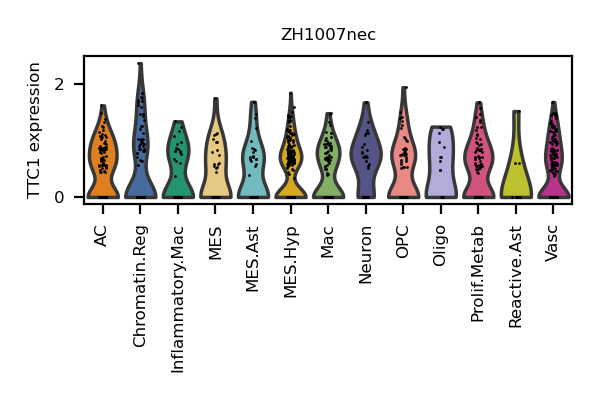 ZH1007nec
TTC1 expression
2
0
AC
Chromatin.Reg
Inflammatory.Mac
MES
MES.Ast
MES.Hyp
Mac
Neuron
OPC
Oligo
Prolif.Metab
Reactive.Ast
Vasc